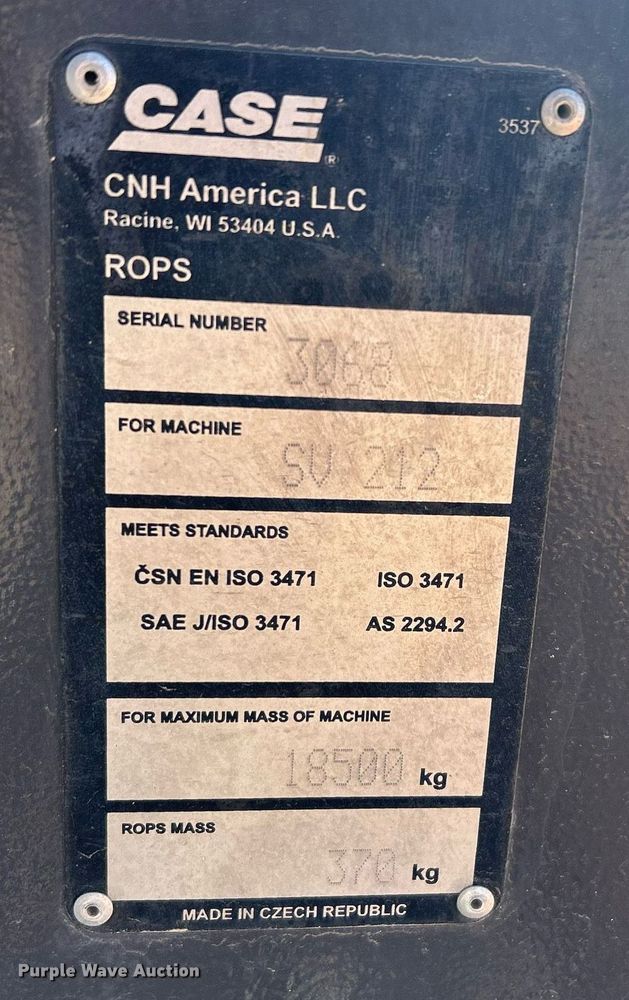 CASE ®
3537
CNH America LLC
Racine, WI 53404 U.S.A.
ROPS
SERIAL NUMBER
3068
FOR MACHINE
SV 212
MEETS STANDARDS
ČSN EN ISO 3471 ISO 3471
SAE J/ISO 3471 AS 2294.2
FOR MAXIMUM MASS OF MACHINE
18500 kg
ROPS MASS
370 kg
MADE IN CZECH REPUBLIC
Purple Wave Auction